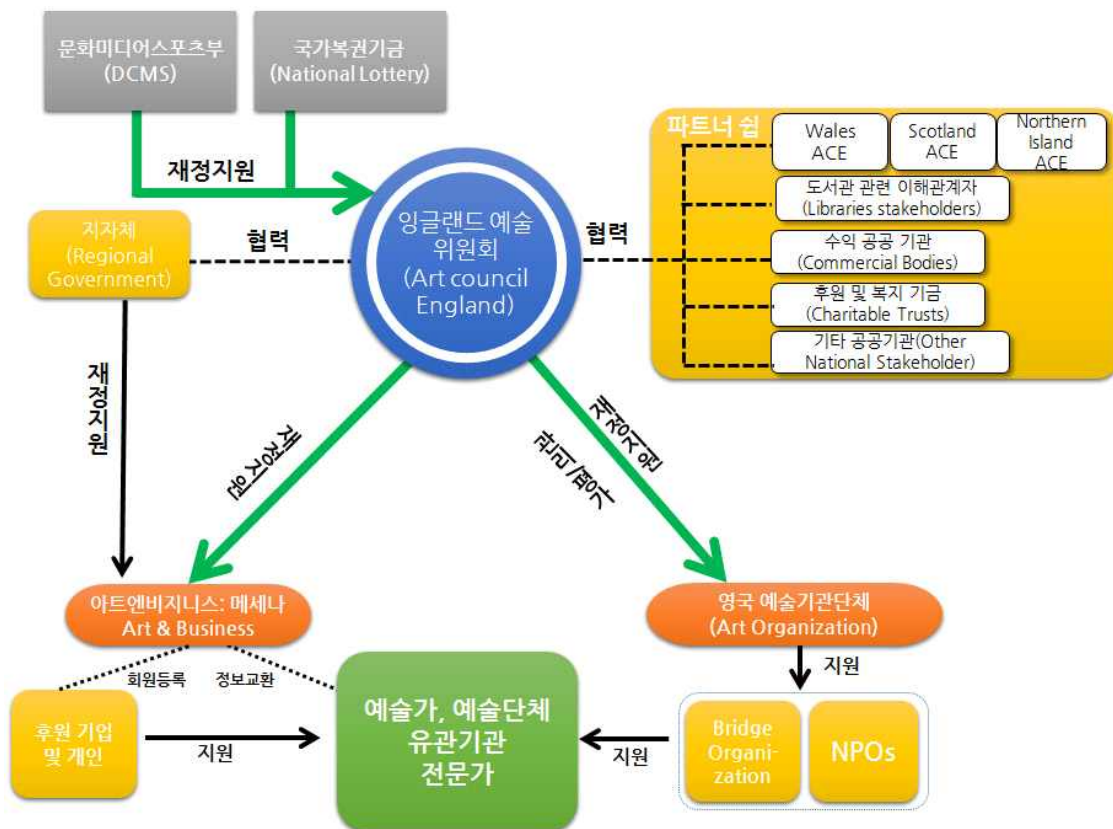 문화미디어스포츠부
(DCMS)
국가복권기금
(National Lottery)
재정지원
파트너 쉽
Wales
ACE
Scotland
ACE
Northern
Island
ACE
도서관 관련 이해관계자
(Libraries stakeholders)
수익 공공 기관
(Commercial Bodies)
후원 및 복지 기금
(Charitable Trusts)
기타 공공기관(Other
National Stakeholder)
지자체
(Regional
Government)
협력
잉글랜드 예술
위원회
(Art council
England)
협력
재정지원
재정지원
재정지원
관리/평가
아트엔비지니스: 메세나
Art & Business
영국 예술기관단체
(Art Organization)
회원등록
정보교환
지원
후원 기업
및 개인
지원
예술가, 예술단체
유관기관
전문가
지원
Bridge
Organi-
zation
NPOs